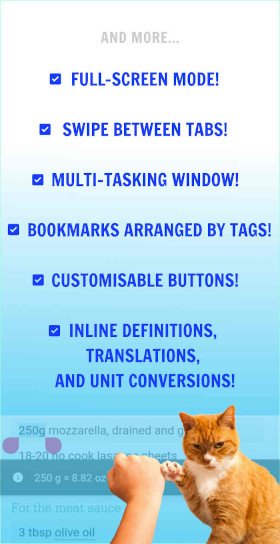 AND MORE...
FULL-SCREEN MODE!
SWIPE BETWEEN TABS!
MULTI-TASKING WINDOW!
BOOKMARKS ARRANGED BY TAGS!
CUSTOMISABLE BUTTONS!
INLINE DEFINITIONS,
TRANSLATIONS,
AND UNIT CONVERSIONS!
250g mozzarella, drained and
18-20 no cook sheets
250 g = 8.82 oz
For the meat sauce
3 tbsp olive oil